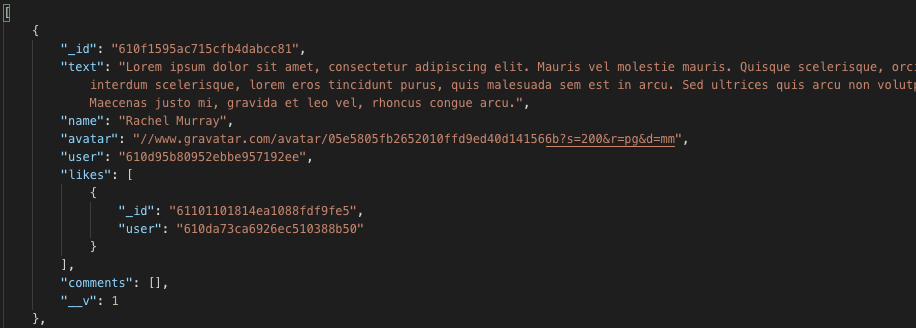 [
{
"_id": "610f1595ac715cfb4dabcc81",
"text": "Lorem ipsum dolor sit amet, consectetur adipiscing elit. Mauris vel molestie mauris. Quisque scelerisque, orci
interdum scelerisque, lorem eros tincidunt purus, quis malesuada sem est in arcu. Sed ultrices quis arcu non volutp
Maecenas justo mi, gravida et leo vel, rhoncus congue arcu.",
"name": "Rachel Murray",
"avatar": "//www.gravatar.com/avatar/05e5805fb2652010ffd9ed40d141566b?s=200&r=pg&d=mm",
"user": "610d95b80952ebbe957192ee",
"likes": [
{
"_id": "61101101814ea1088fdf9fe5",
"user": "610da73ca6926ec510388b50"
}
],
"comments": [],
"__v": 1
},